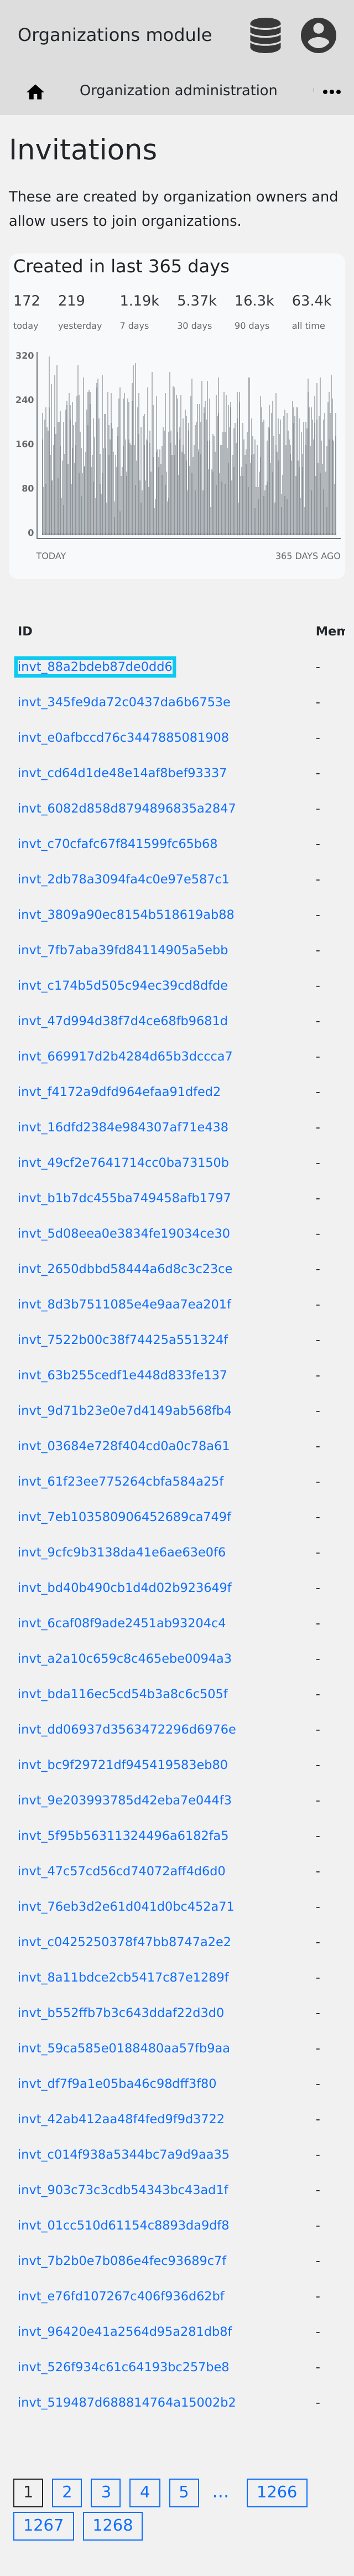 Organizations module
Organization administration
Invitations
These are created by organization owners and
allow users to join organizations.
Created in last 365 days
172 219 1.19k 5.37k 16.3k 63.4k
today yesterday 7 days 30 days 90 days all time
320
240
160
80
0
TODAY 365 DAYS AGO
ID
invt_88a2bdeb87de0dd6 -
invt_345fe9da72c0437da6b6753e -
invt_e0afbccd76c3447885081908 -
invt_cd64d1de48e14af8bef93337 -
invt_6082d858d8794896835a2847 -
invt_c70cfafc67f841599fc65b68 -
invt_2db78a3094fa4c0e97e587c1 -
invt_3809a90ec8154b518619ab88 -
invt_7fb7aba39fd84114905a5ebb -
invt_c174b5d505c94ec39cd8dfde -
invt_47d994d38f7d4ce68fb9681d -
invt_669917d2b4284d65b3dccca7 -
invt_f4172a9dfd964efaa91dfed2 -
invt_16dfd2384e984307af71e438 -
invt_49cf2e7641714cc0ba73150b -
invt_b1b7dc455ba749458afb1797 -
invt_5d08eea0e3834fe19034ce30 -
invt_2650dbbd58444a6d8c3c23ce -
invt_8d3b7511085e4e9aa7ea201f -
invt_7522b00c38f74425a551324f -
invt_63b255cedf1e448d833fe137 -
invt_9d71b23e0e7d4149ab568fb4 -
invt_03684e728f404cd0a0c78a61 -
invt_61f23ee775264cbfa584a25f -
invt_7eb103580906452689ca749f -
invt_9cfc9b3138da41e6ae63e0f6 -
invt_bd40b490cb1d4d02b923649f -
invt_6caf08f9ade2451ab93204c4 -
invt_a2a10c659c8c465ebe0094a3 -
invt_bda116ec5cd54b3a8c6c505f -
invt_dd06937d3563472296d6976e -
invt_bc9f29721df945419583eb80 -
invt_9e203993785d42eba7e044f3 -
invt_5f95b56311324496a6182fa5 -
invt_47c57cd56cd74072aff4d6d0 -
invt_76eb3d2e61d041d0bc452a71 -
invt_c0425250378f47bb8747a2e2 -
invt_8a11bdce2cb5417c87e1289f -
invt_b552ffb7b3c643ddaf22d3d0 -
invt_59ca585e0188480aa57fb9aa -
invt_df7f9a1e05ba46c98dff3f80 -
invt_42ab412aa48f4fed9f9d3722 -
invt_c014f938a5344bc7a9d9aa35 -
invt_903c73c3cdb54343bc43ad1f -
invt_01cc510d61154c8893da9df8 -
invt_7b2b0e7b086e4fec93689c7f -
invt_e76fd107267c406f936d62bf -
invt_96420e41a2564d95a281db8f -
invt_526f934c61c64193bc257be8 -
invt_519487d688814764a15002b2 -
1 2 3 4 5 … 1266
1267 1268